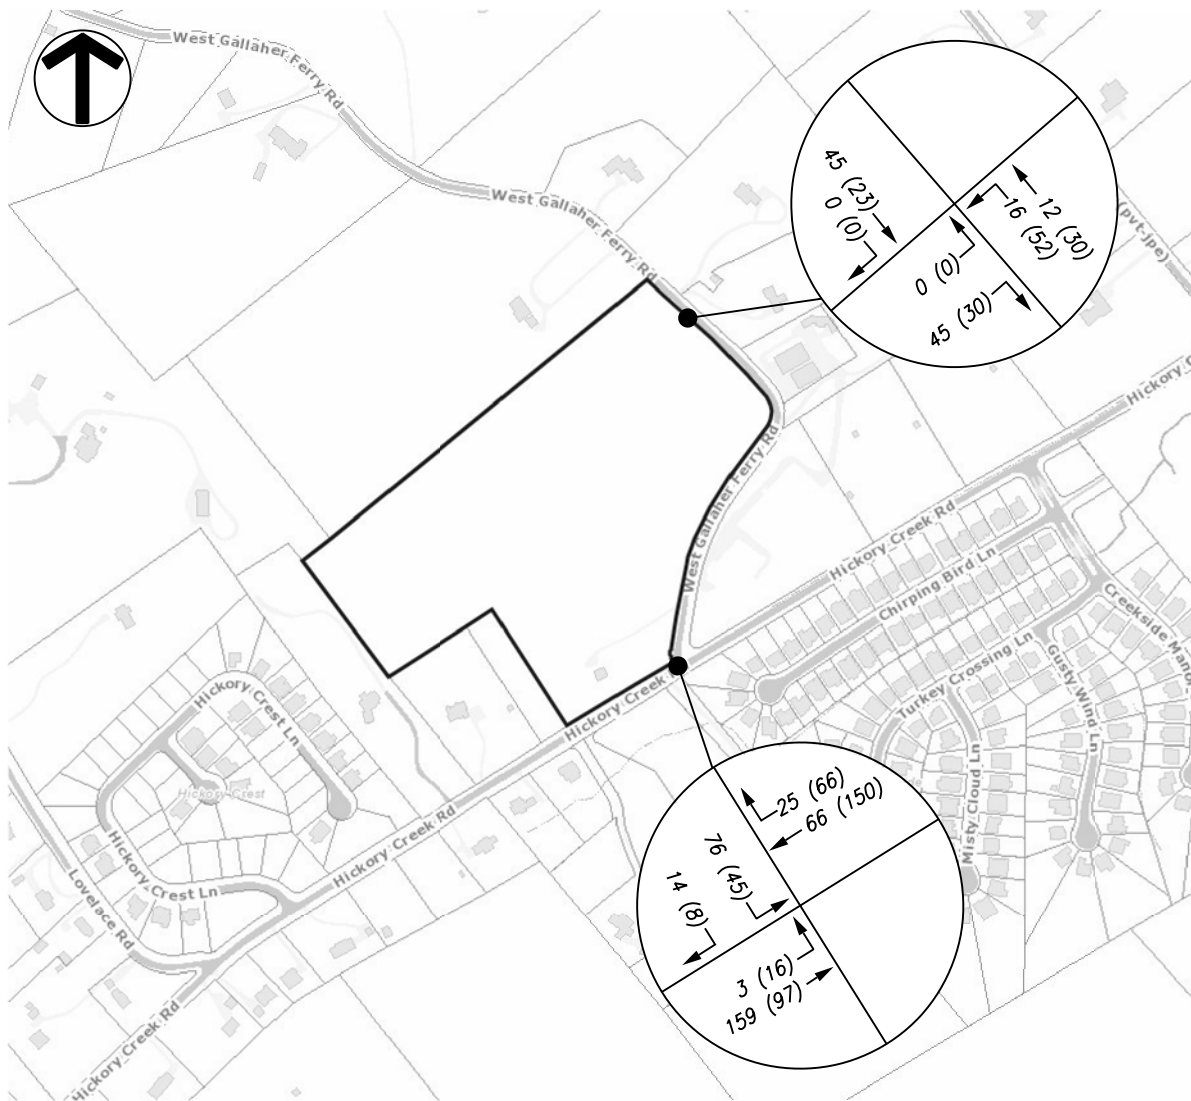 West Gallaher Ferry Rd
West Gallaher Ferry Rd
45 (23)
0 (0)
12 (30)
16 (52)
0 (0)
45 (30)
(pvt-jpe)
West Gallaher Ferry Rd
Hickory C
Hickory Creek Rd
Chirping Bird Ln
Creekside Manor
Turkey Crossing Ln
Gusty Wind Ln
Misty Cloud Ln
Hickory Creek
Hickory Crest Ln
Hickory Crest
Hickory Crest Ln
Hickory Creek Rd
Lovelace Rd
Hickory Creek Rd
25 (66)
66 (150)
76 (45)
14 (8)
3 (16)
159 (97)